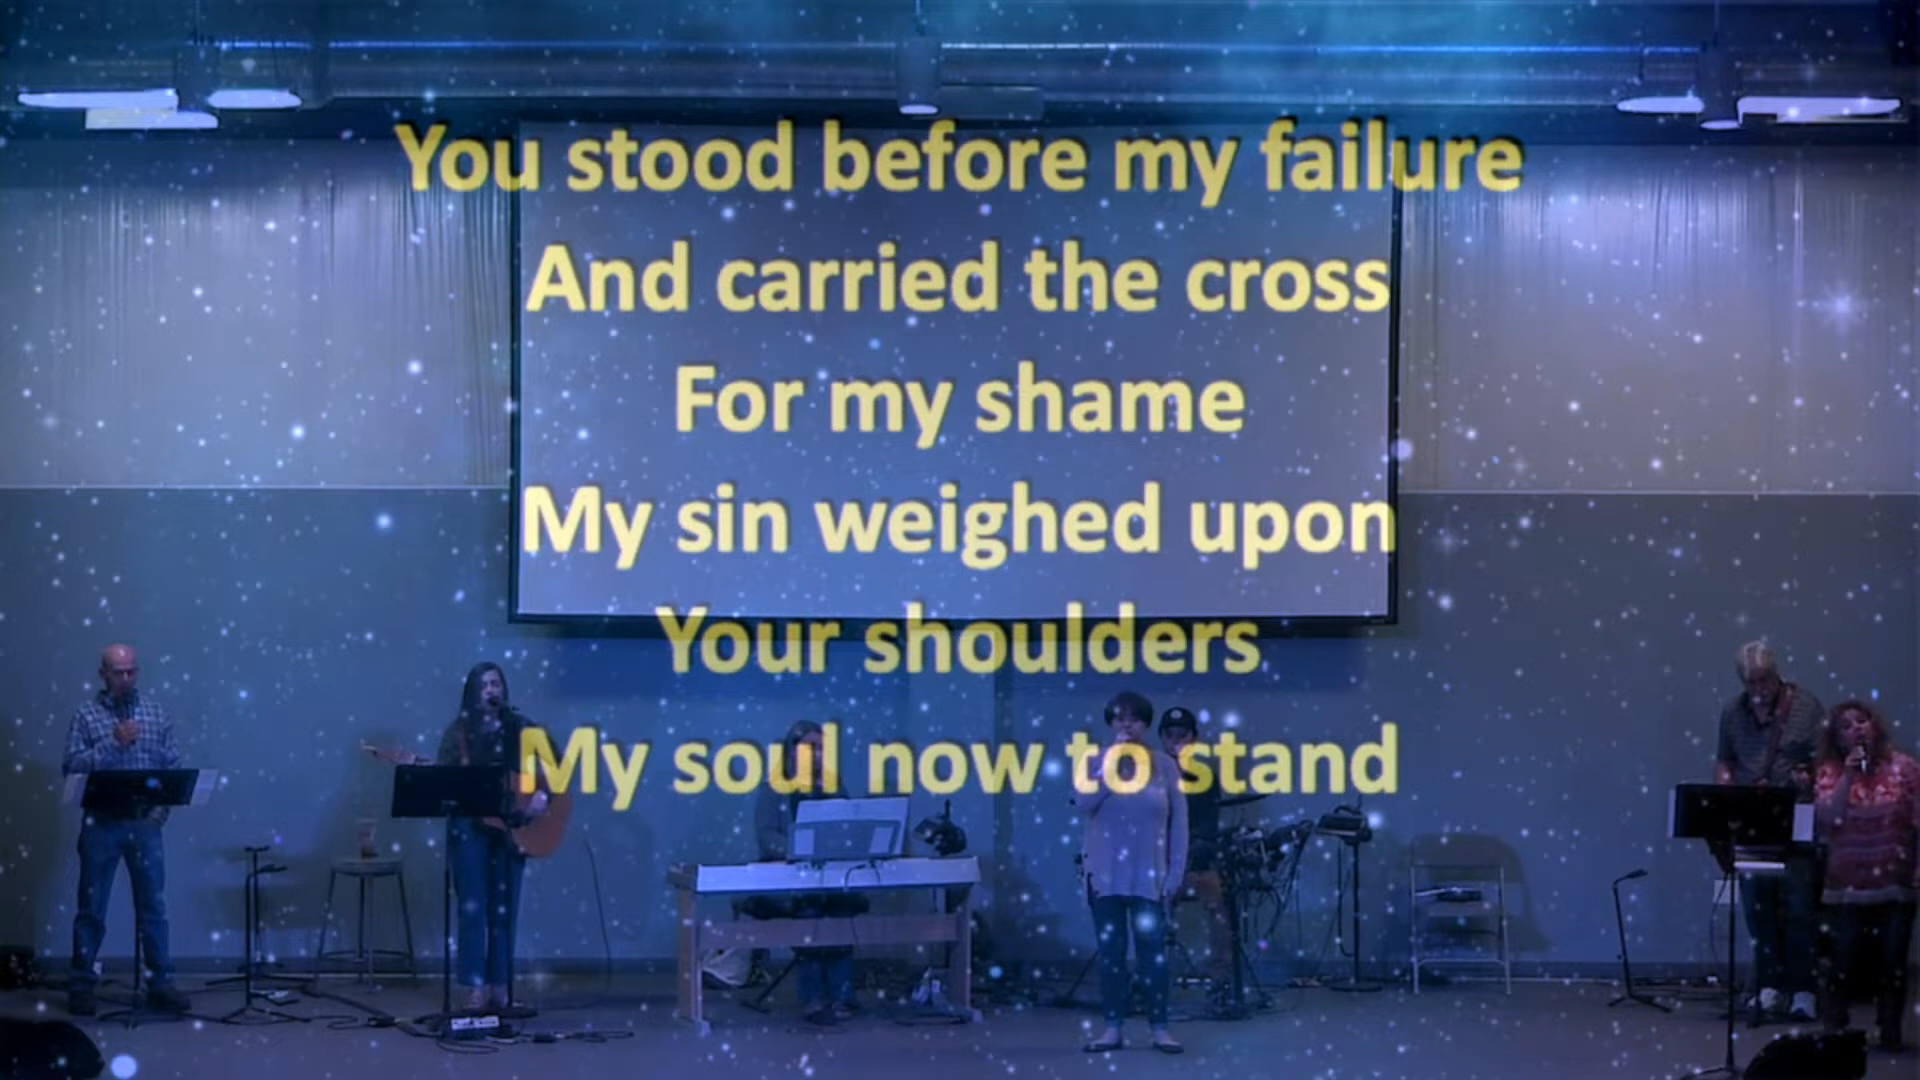 You stood before my failure
And carried the cross
For my shame
My sin weighed upon
Your shoulders
My soul now to stand